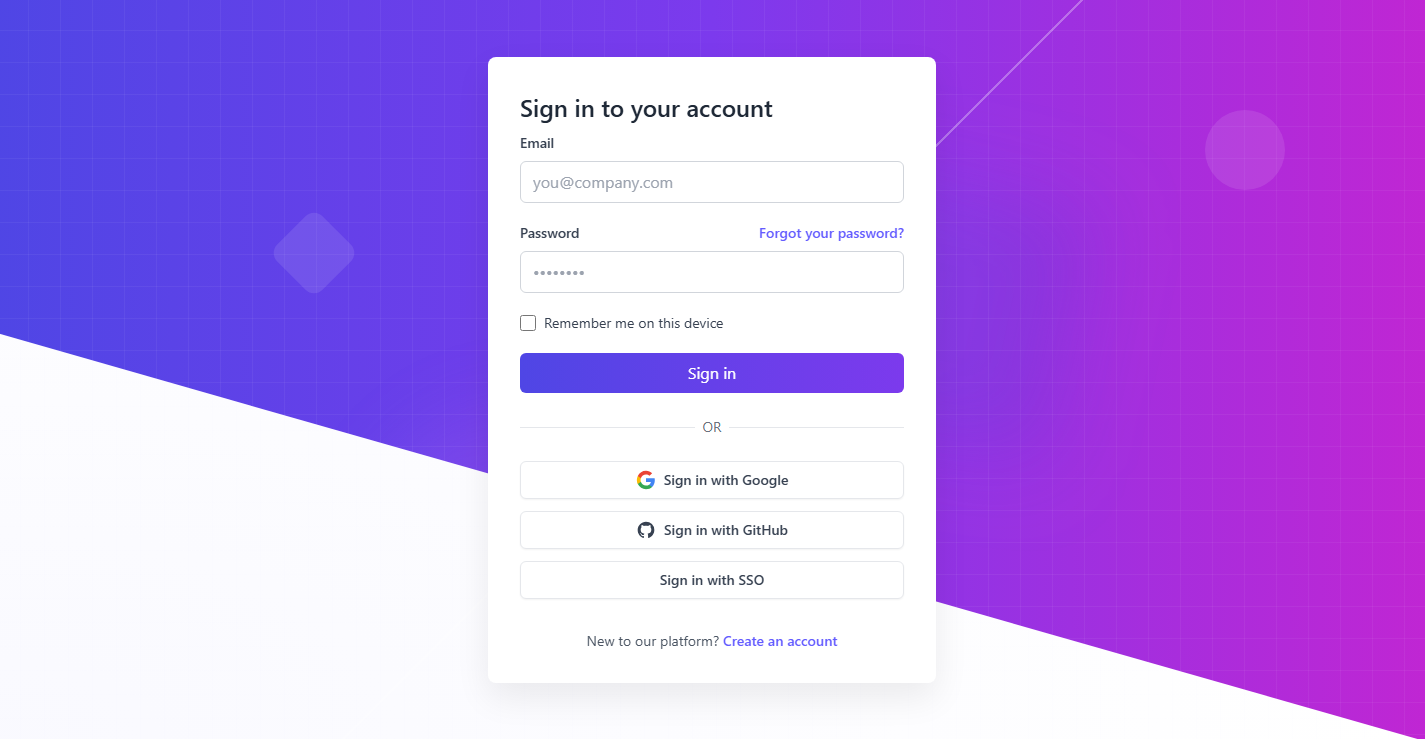 Sign in to your account
Email
you@company.com
Password Forgot your password?
••••••••
Remember me on this device
Sign in
OR
Sign in with Google
Sign in with GitHub
Sign in with SSO
New to our platform? Create an account